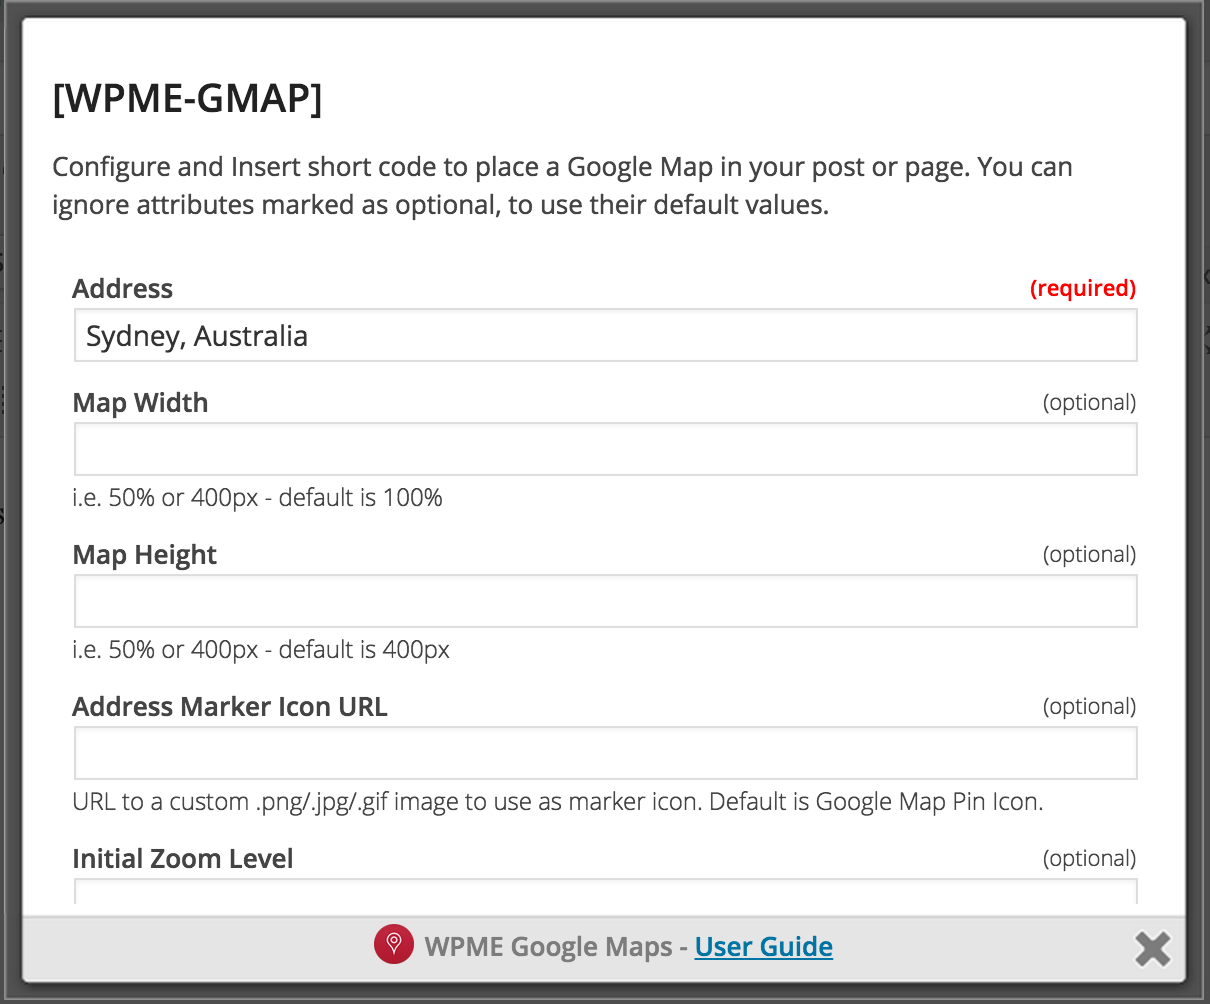 [WPME-GMAP]
Configure and Insert short code to place a Google Map in your post or page. You can
ignore attributes marked as optional, to use their default values.
Address (required)
Sydney, Australia
Map Width (optional)
i.e. 50% or 400px - default is 100%
Map Height (optional)
i.e. 50% or 400px - default is 400px
Address Marker Icon URL (optional)
URL to a custom .png/.jpg/.gif image to use as marker icon. Default is Google Map Pin Icon.
Initial Zoom Level (optional)
WPME Google Maps - User Guide